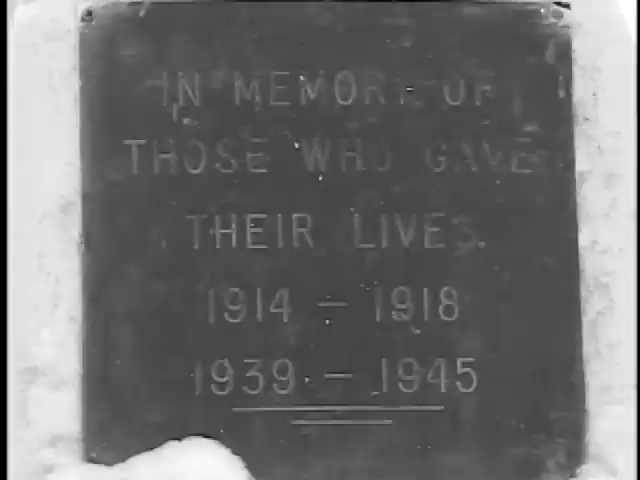 IN MEMORY OF
THOSE WHO GAVE
THEIR LIVES.
1914 – 1918
1939 – 1945